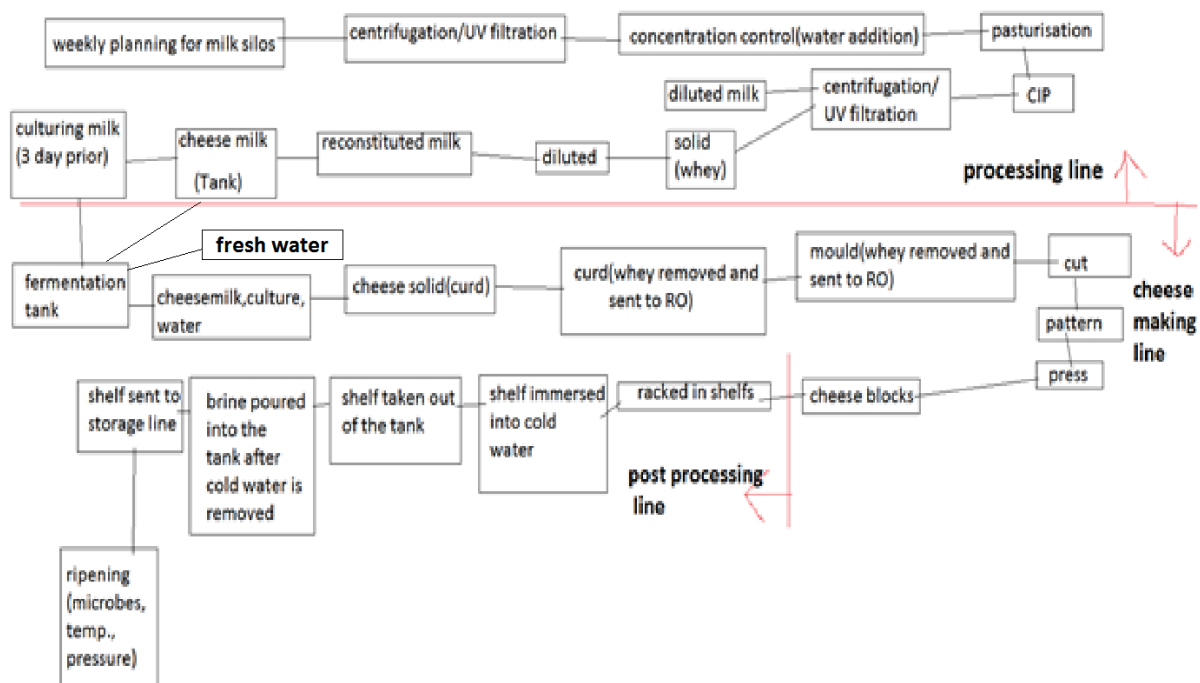 weekly planning for milk silos
centrifugation/UV filtration
concentration control(water addition)
pasturisation
diluted milk
centrifugation/
UV filtration
CIP
culturing milk
(3 day prior)
cheese milk
(Tank)
reconstituted milk
diluted
solid
(whey)
processing line
fresh water
fermentation
tank
cheesemilk,culture,
water
cheese solid(curd)
curd(whey removed and
sent to RO)
mould(whey removed and
sent to RO)
cut
cheese
making
line
pattern
press
shelf sent to
storage line
brine poured
into the
tank after
cold water is
removed
shelf taken out
of the tank
shelf immersed
into cold
water
racked in shelfs
cheese blocks
post processing
line
ripening
(microbes,
temp.,
pressure)